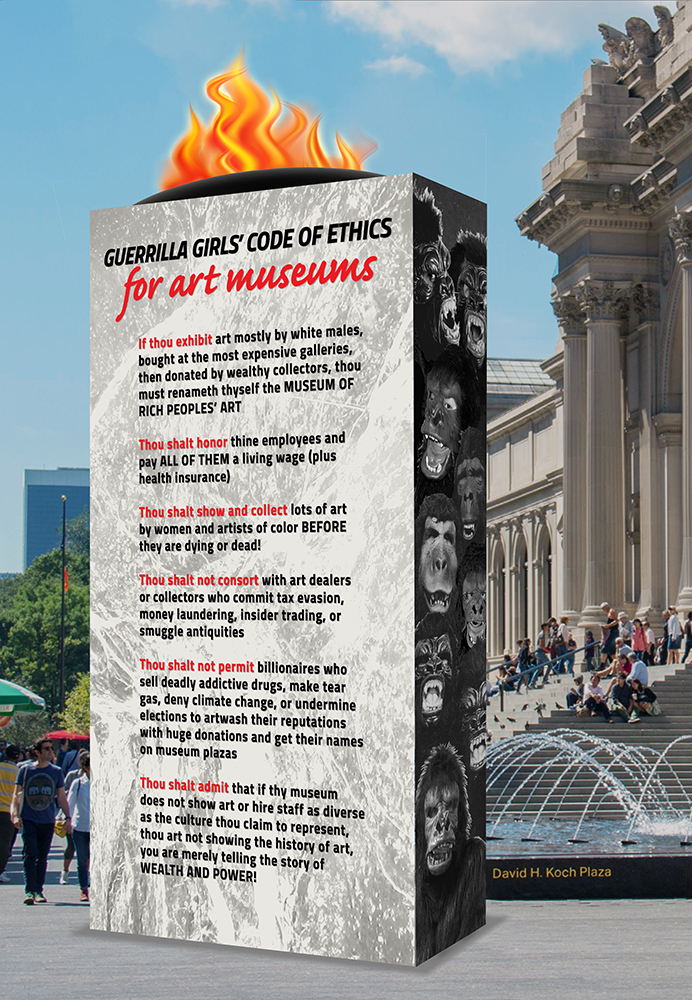 GUERRILLA GIRLS' CODE OF ETHICS
for art museums
If thou exhibit art mostly by white males,
bought at the most expensive galleries,
then donated by wealthy collectors, thou
must renameth thyself the MUSEUM OF
RICH PEOPLES' ART
Thou shalt honor thine employees and
pay ALL OF THEM a living wage (plus
health insurance)
Thou shalt show and collect lots of art
by women and artists of color BEFORE
they are dying or dead!
Thou shalt not consort with art dealers
or collectors who commit tax evasion,
money laundering, insider trading, or
smuggle antiquities
Thou shalt not permit billionaires who
sell deadly addictive drugs, make tear
gas, deny climate change, or undermine
elections to artwash their reputations
with huge donations and get their names
on museum plazas
Thou shalt admit that if thy museum
does not show art or hire staff as diverse
as the culture thou claim to represent,
thou art not showing the history of art,
you are merely telling the story of
WEALTH AND POWER!
David H. Koch Plaza